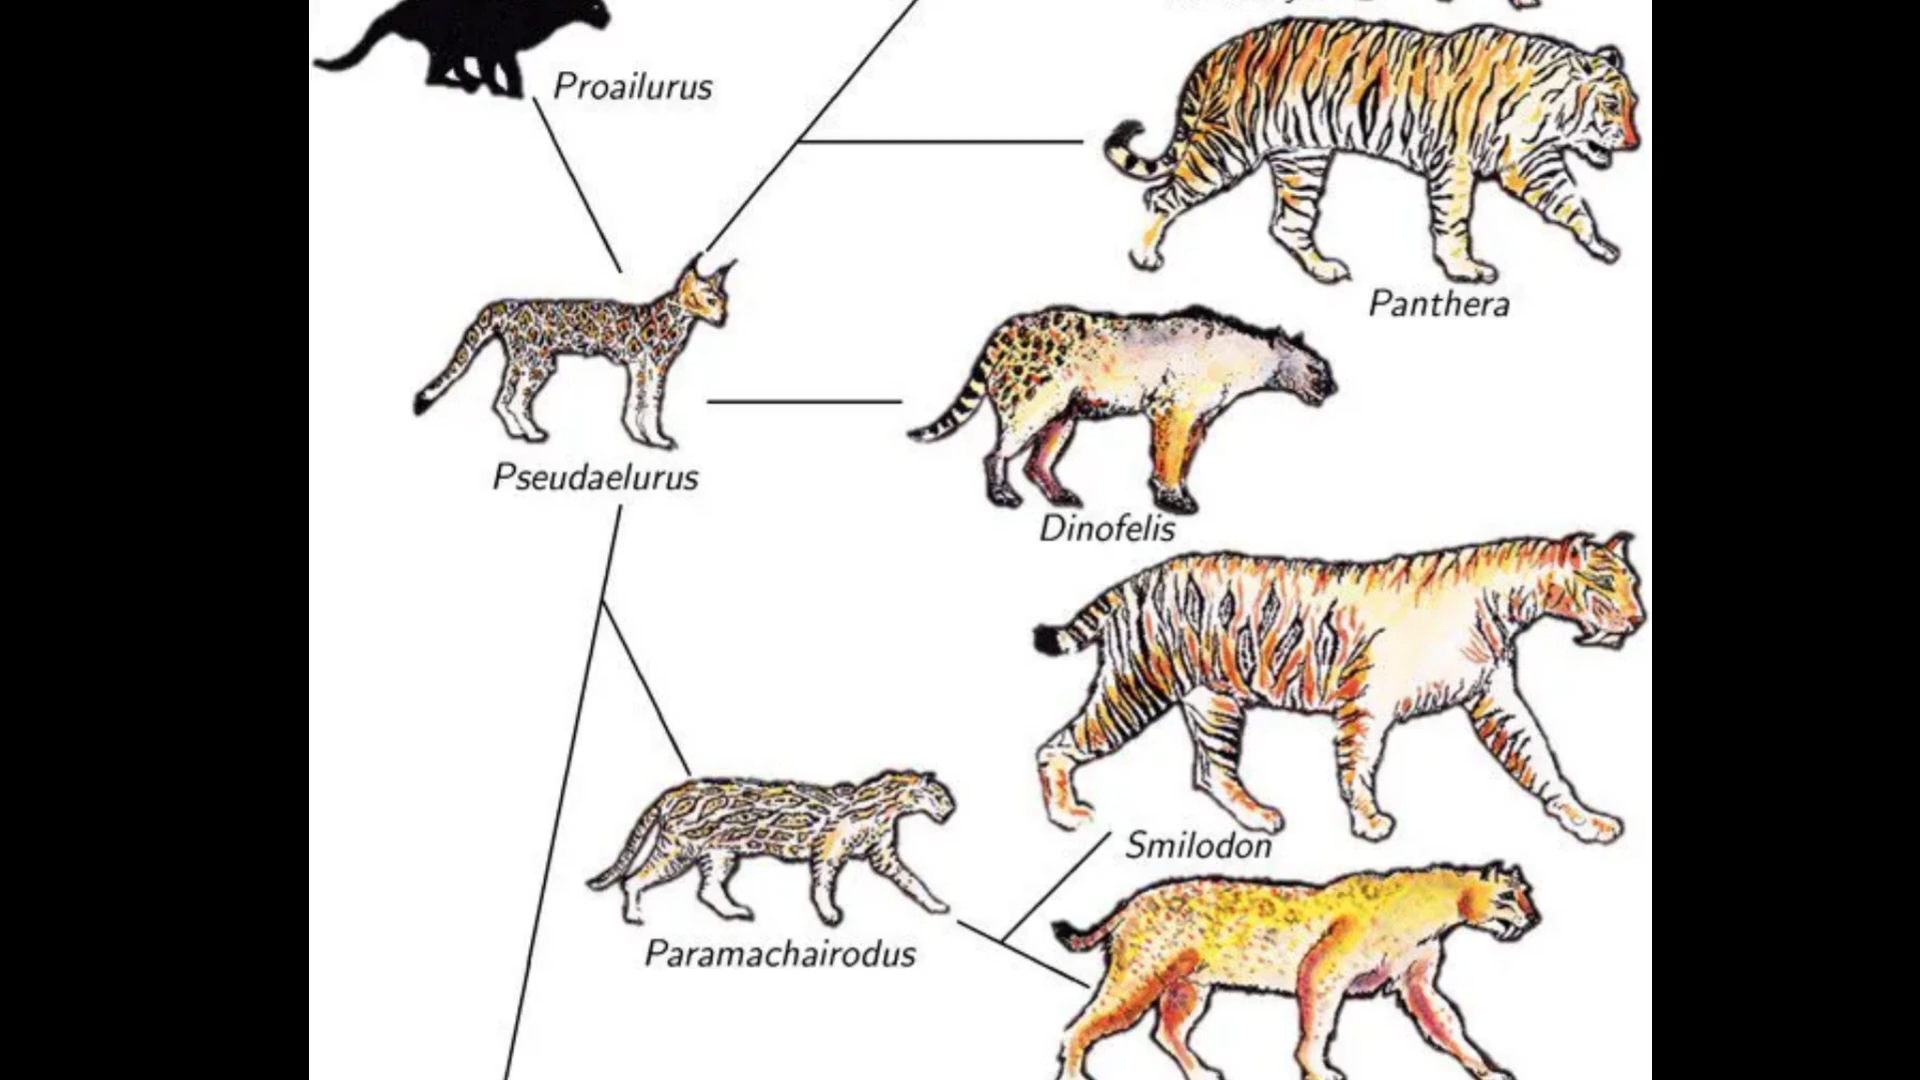 Proailurus
Panthera
Pseudaelurus
Dinofelis
Smilodon
Paramachairodus